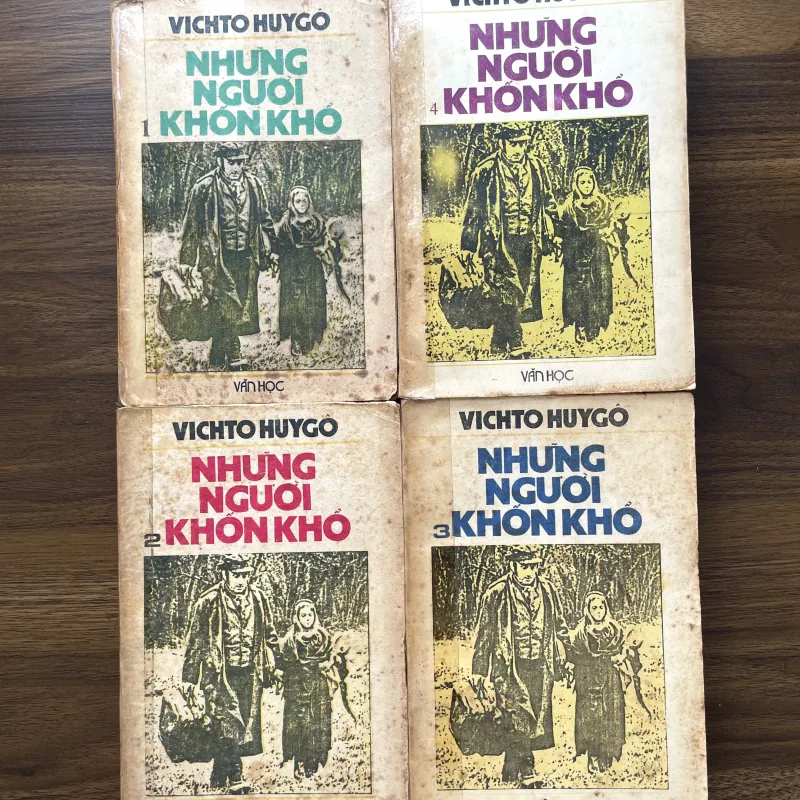 VICHTO HUYGÔ
NHỮNG
NGƯỜI
1 KHỐN KHỔ
VĂN HỌC
VICHTO
NHỮNG
NGƯỜI
4 KHỐN KHỔ
VĂN HỌC
VICHTO HUYGÔ
NHỮNG
NGƯỜI
2 KHỐN KHỔ
VICHTO HUYGÔ
NHỮNG
NGƯỜI
3 KHỐN KHỔ